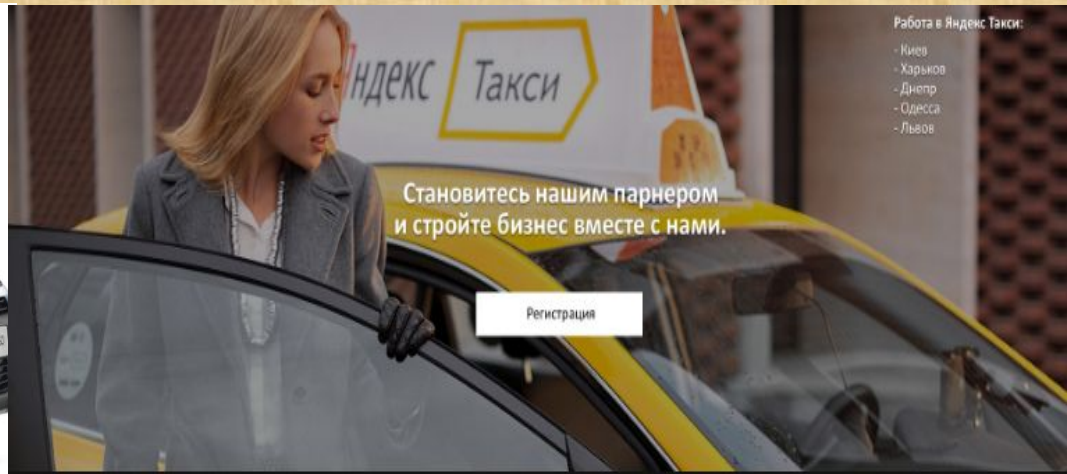 ндекс Такси
Работа в Яндекс Такси:
- Киев
- Харьков
- Днепр
- Одесса
- Львов
Становитесь нашим парнером
и стройте бизнес вместе с нами.
Регистрация